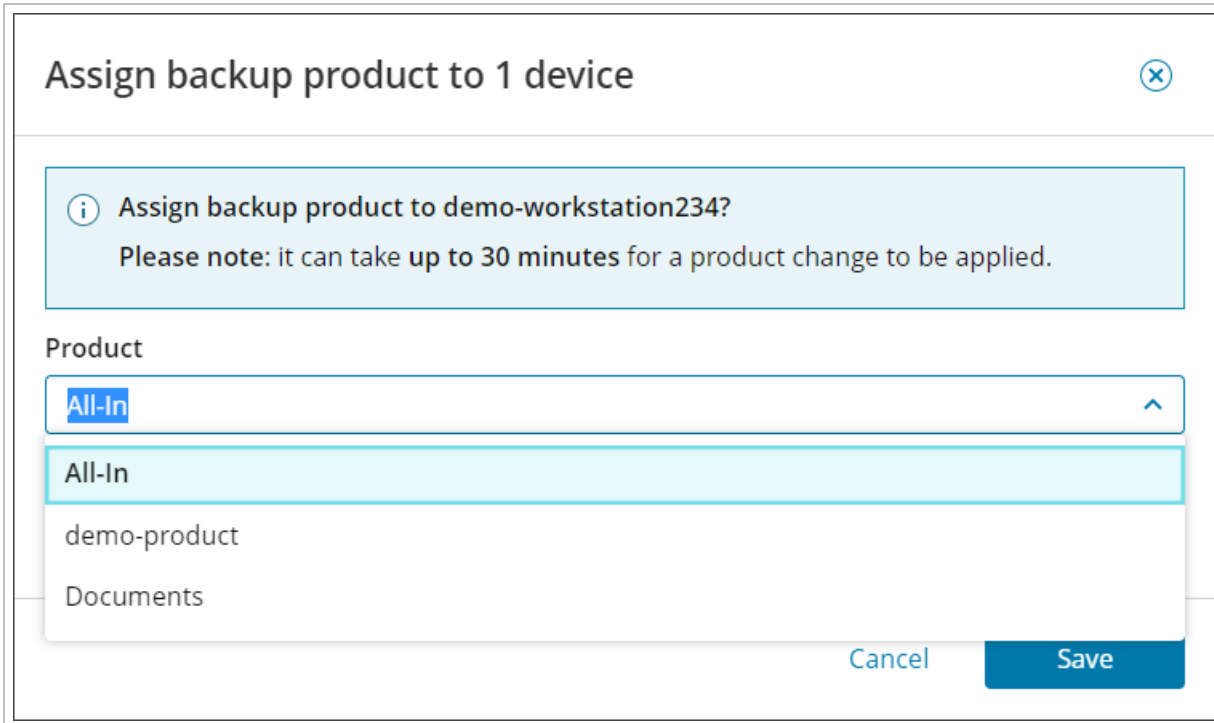 Assign backup product to 1 device
Assign backup product to demo-workstation234?
Please note: it can take up to 30 minutes for a product change to be applied.
Product
All-In
All-In
demo-product
Documents
Cancel
Save